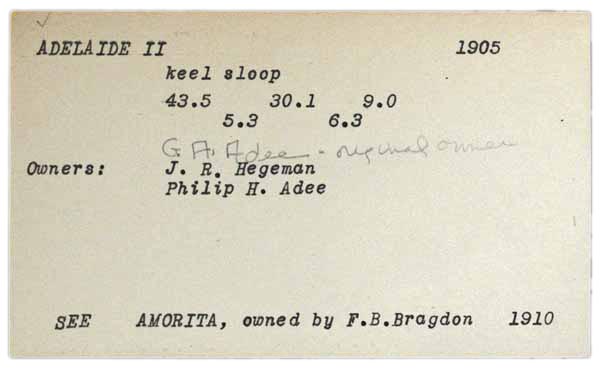 ADELAIDE II 1905
keel sloop
43.5 30.1 9.0
5.3 6.3
G. A. Adee - original owner
Owners: J. R. Hegeman
Philip H. Adee
SEE AMORITA, owned by F.B.Bragdon 1910